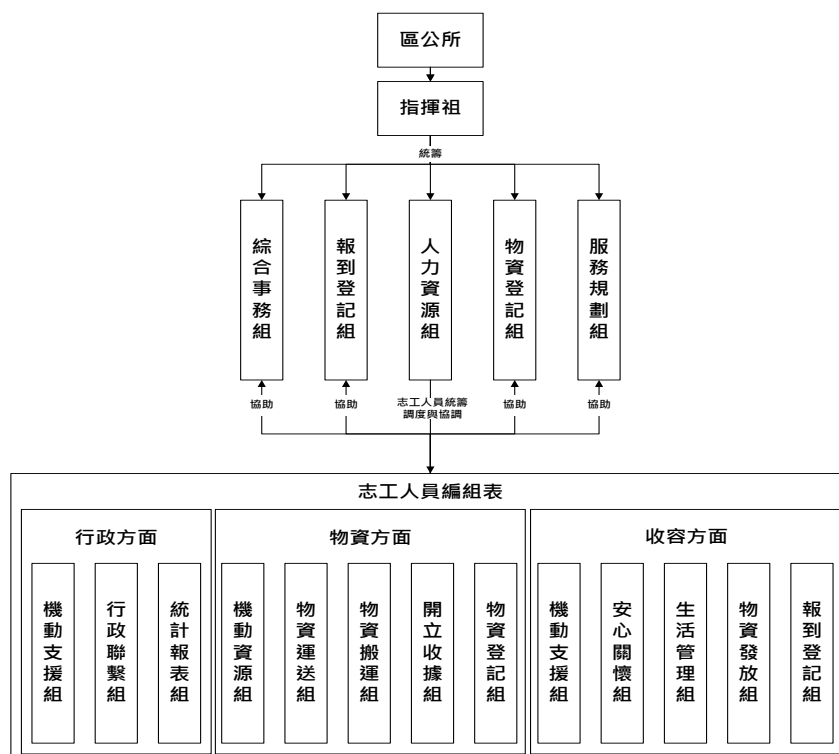 區公所
指揮祖
統籌
綜合事務組
報到登記組
人力資源組
物資登記組
服務規劃組
協助
協助
志工人員統籌
調度與協調
協助
協助
志工人員編組表
行政方面
機動支援組
行政聯繫組
統計報表組
物資方面
機動資源組
物資運送組
物資搬運組
開立收據組
物資登記組
收容方面
機動支援組
安心關懷組
生活管理組
物資發放組
報到登記組